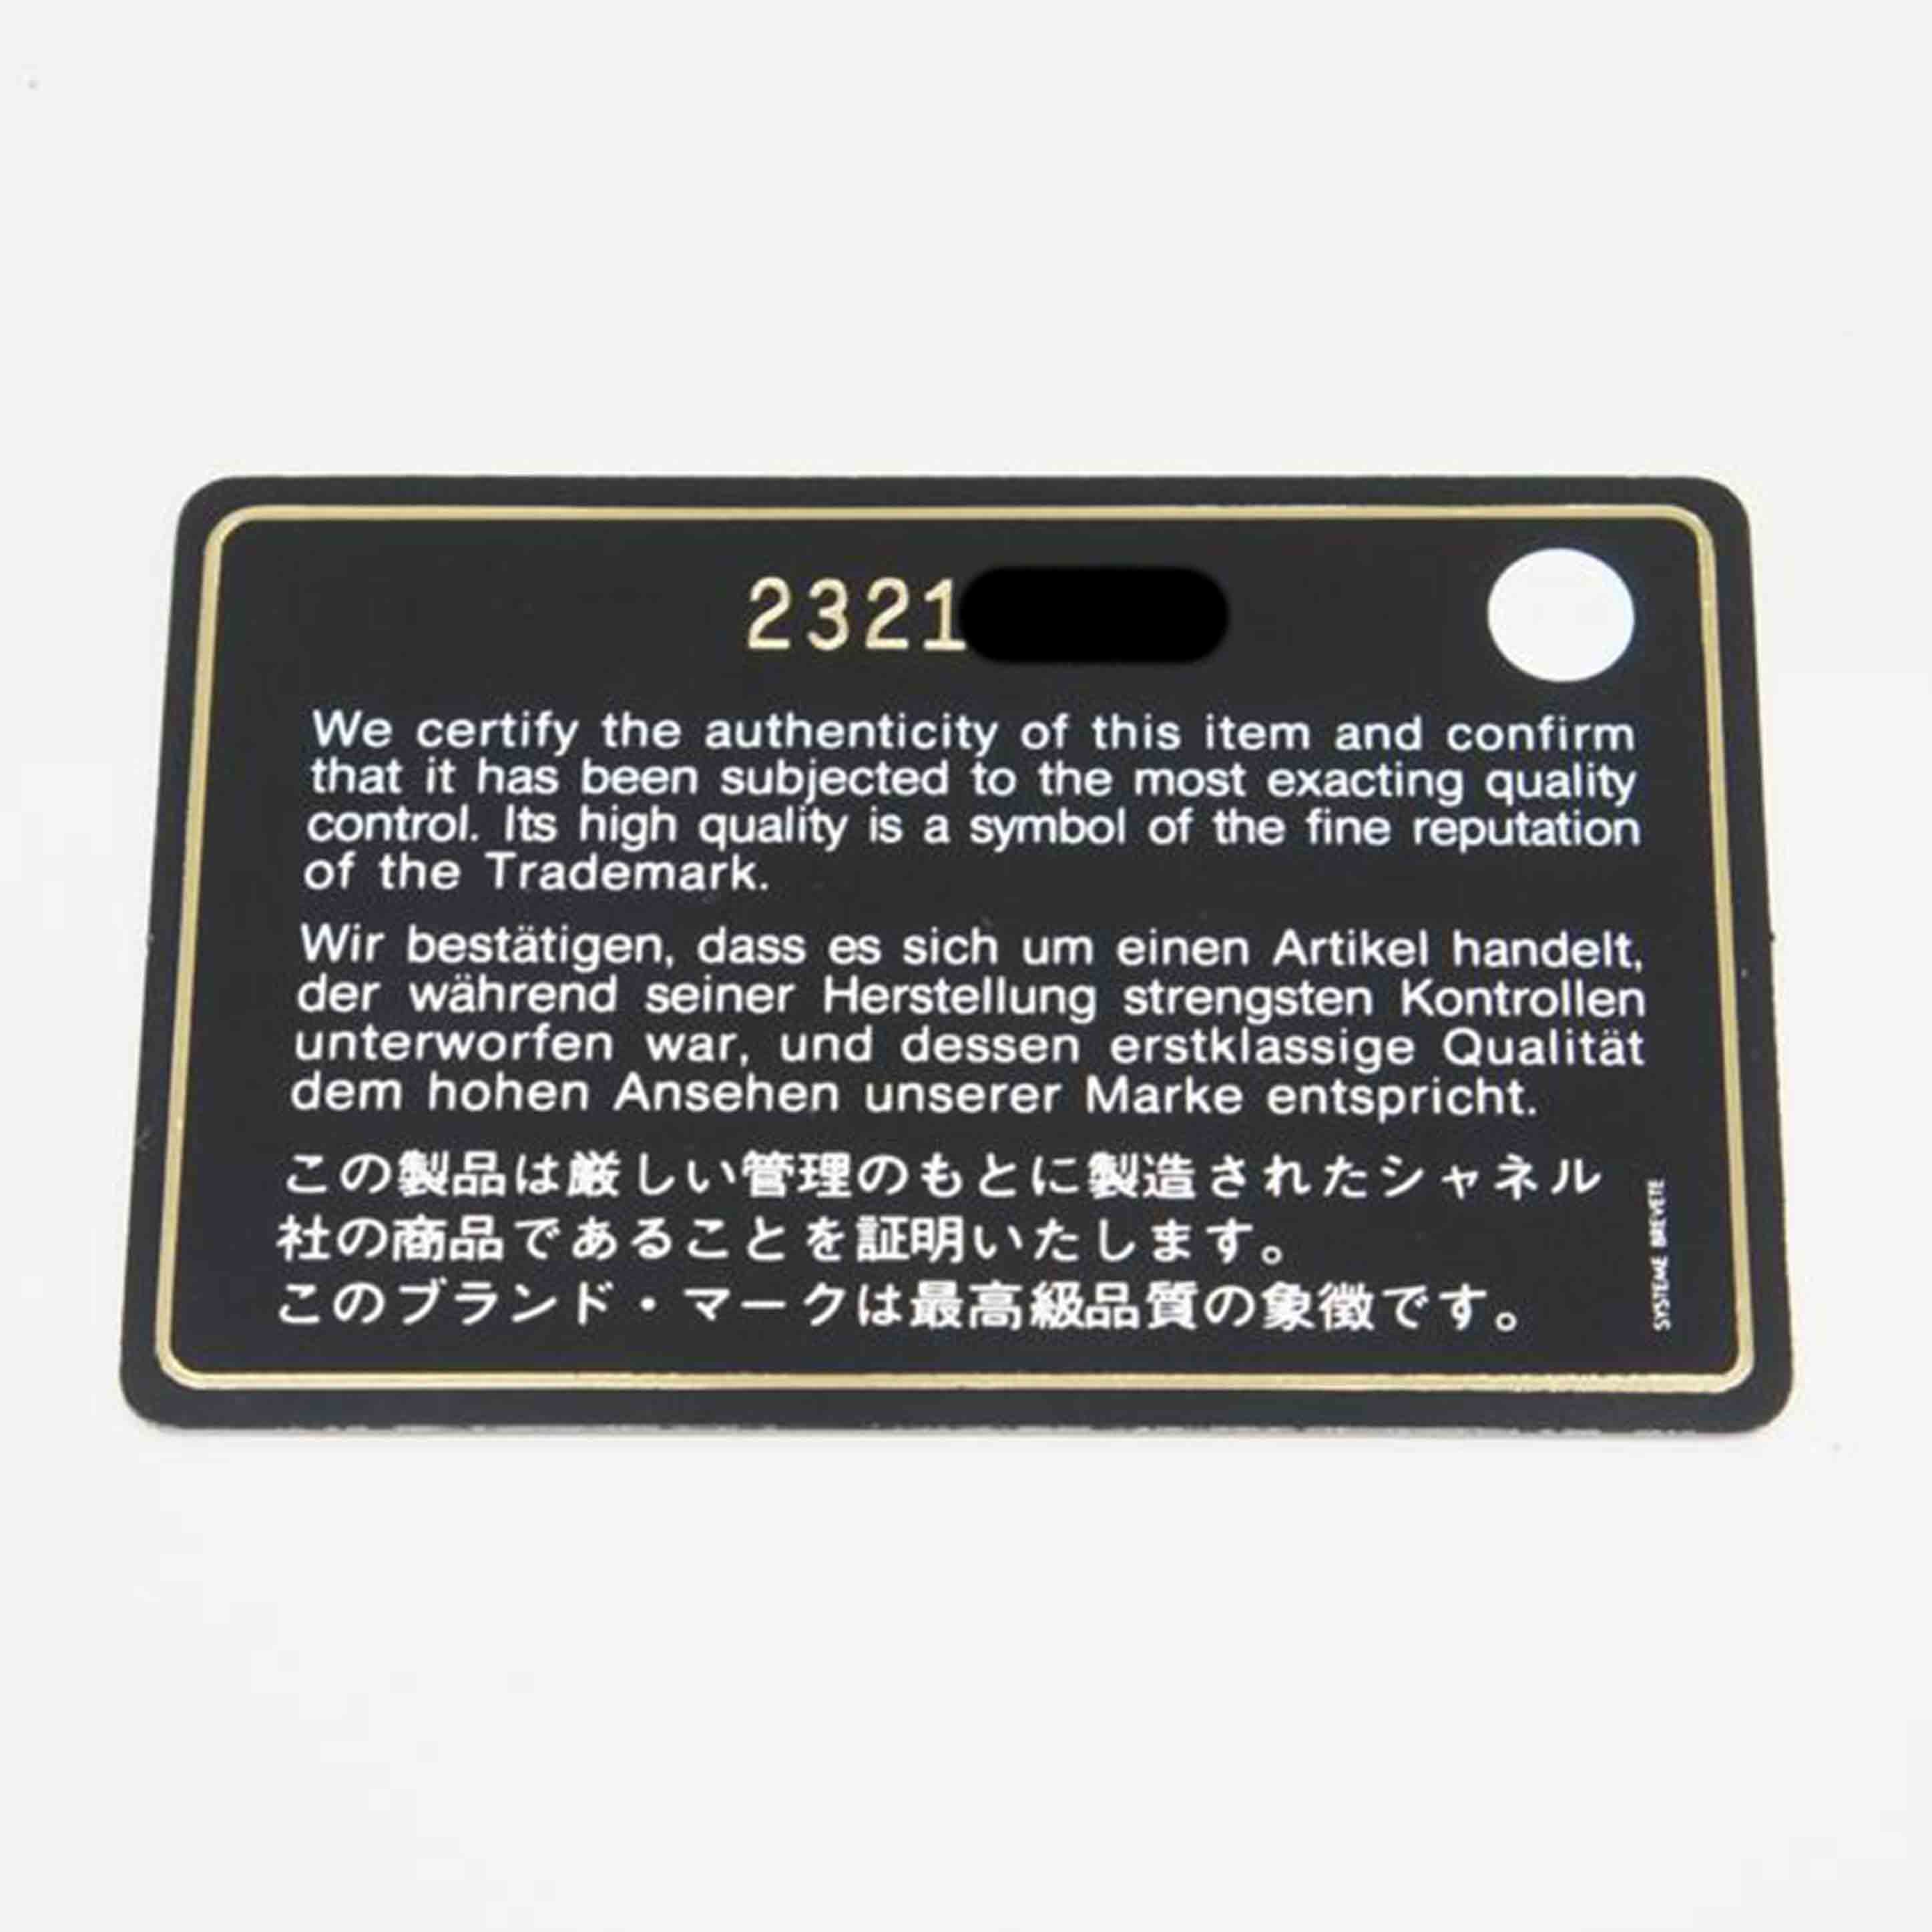 2321
We certify the authenticity of this item and confirm
that it has been subjected to the most exacting quality
control. Its high quality is a symbol of the fine reputation
of the Trademark.
Wir bestätigen, dass es sich um einen Artikel handelt,
der während seiner Herstellung strengsten Kontrollen
unterworfen war, und dessen erstklassige Qualität
dem hohen Ansehen unserer Marke entspricht.
この製品は厳しい管理のもとに製造されたシャネル
社の商品であることを証明いたします。
このブランド・マークは最高級品質の象徴です。
SYSTEME BREVETE